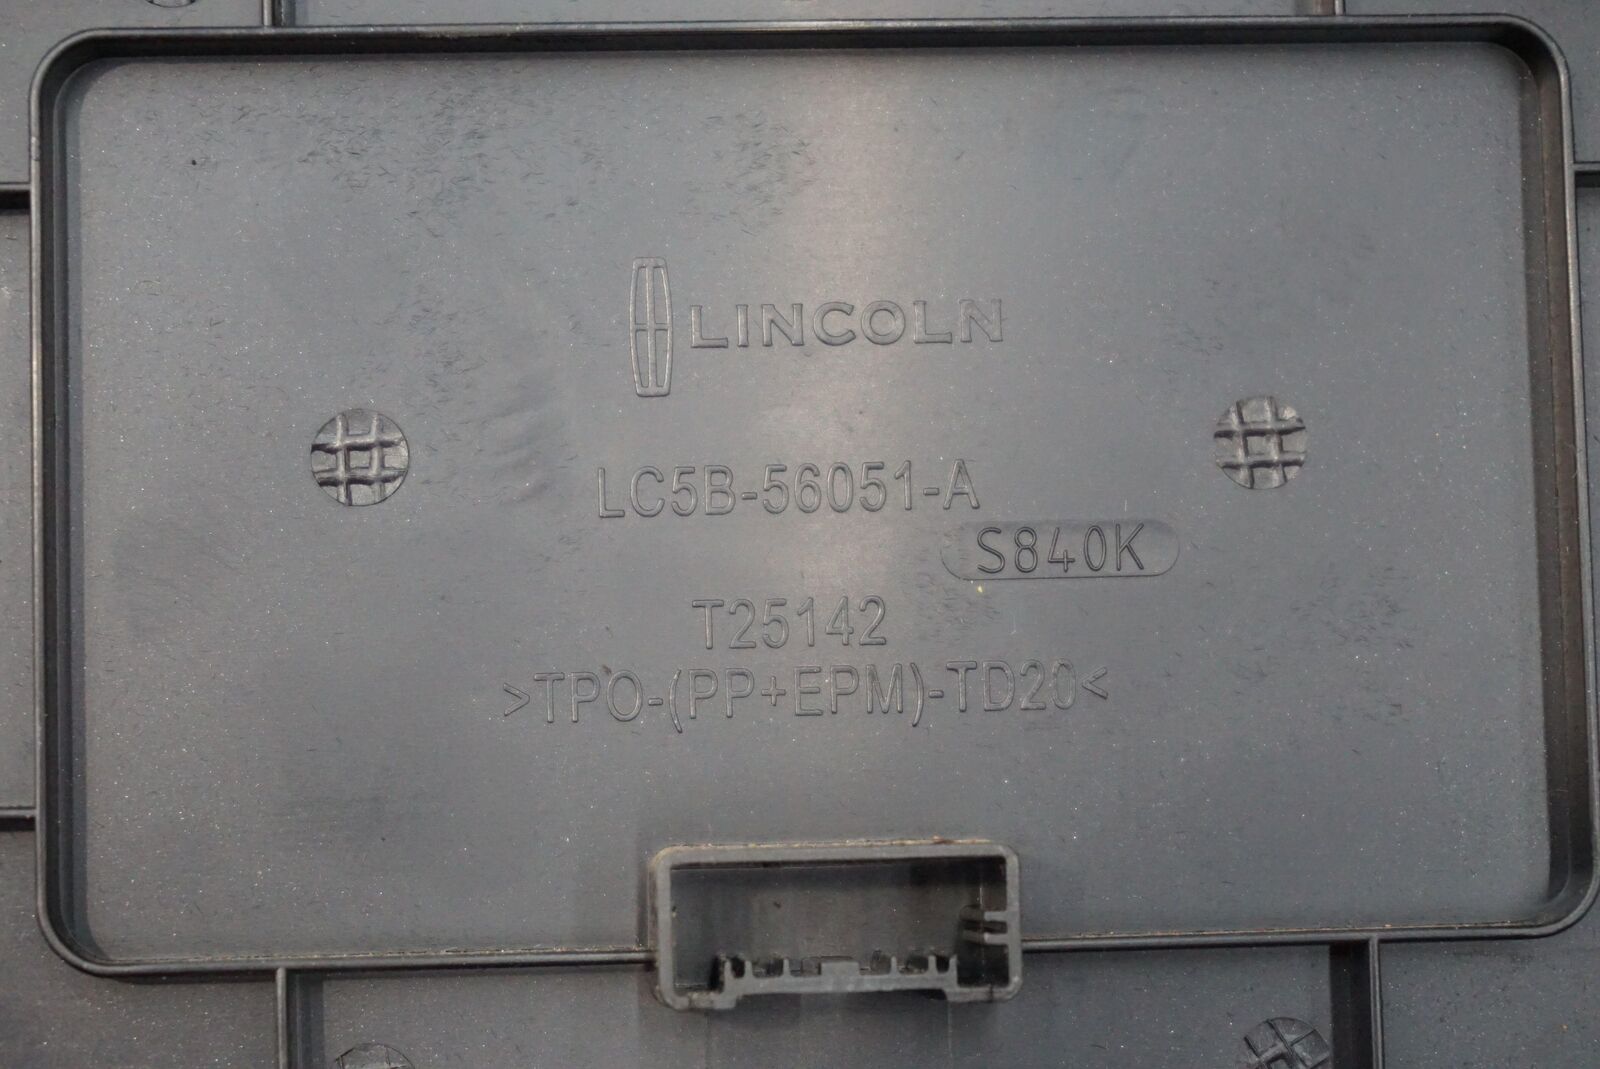 LINCOLN
LC5B-56051-A
S840K
T25142
>TPO-(PP+EPM)-TD20<